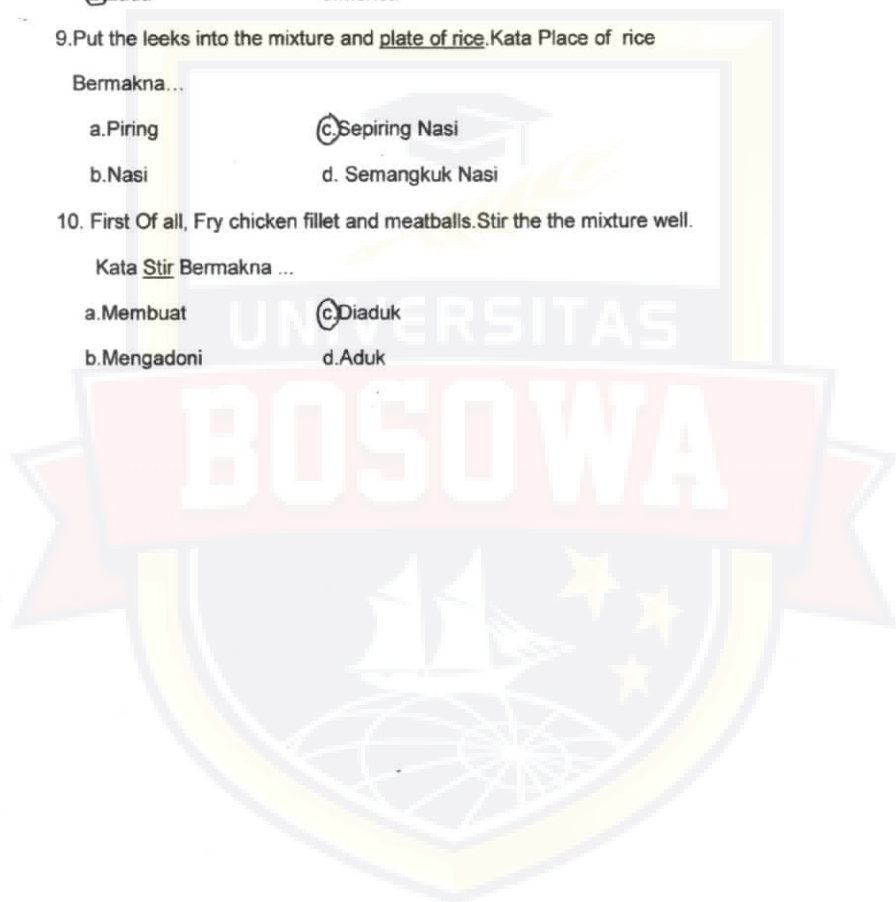 9.Put the leeks into the mixture and plate of rice.Kata Place of rice
Bermakna...
a.Piring c.Sepiring Nasi
b.Nasi d. Semangkuk Nasi
10. First Of all, Fry chicken fillet and meatballs.Stir the the mixture well.
Kata Stir Bermakna ...
a.Membuat c.Diaduk
b.Mengadoni d.Aduk
UNIVERSITAS
BOSOWA